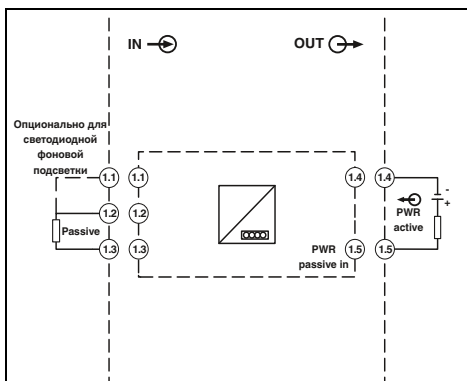 IN
OUT
Опционально для
светодиодной
фоновой
подсветки
1.1
1.1
1.4
1.4
-
+
1.2
1.2
PWR
active
Passive
1.3
1.3
PWR
passive in
1.5
1.5